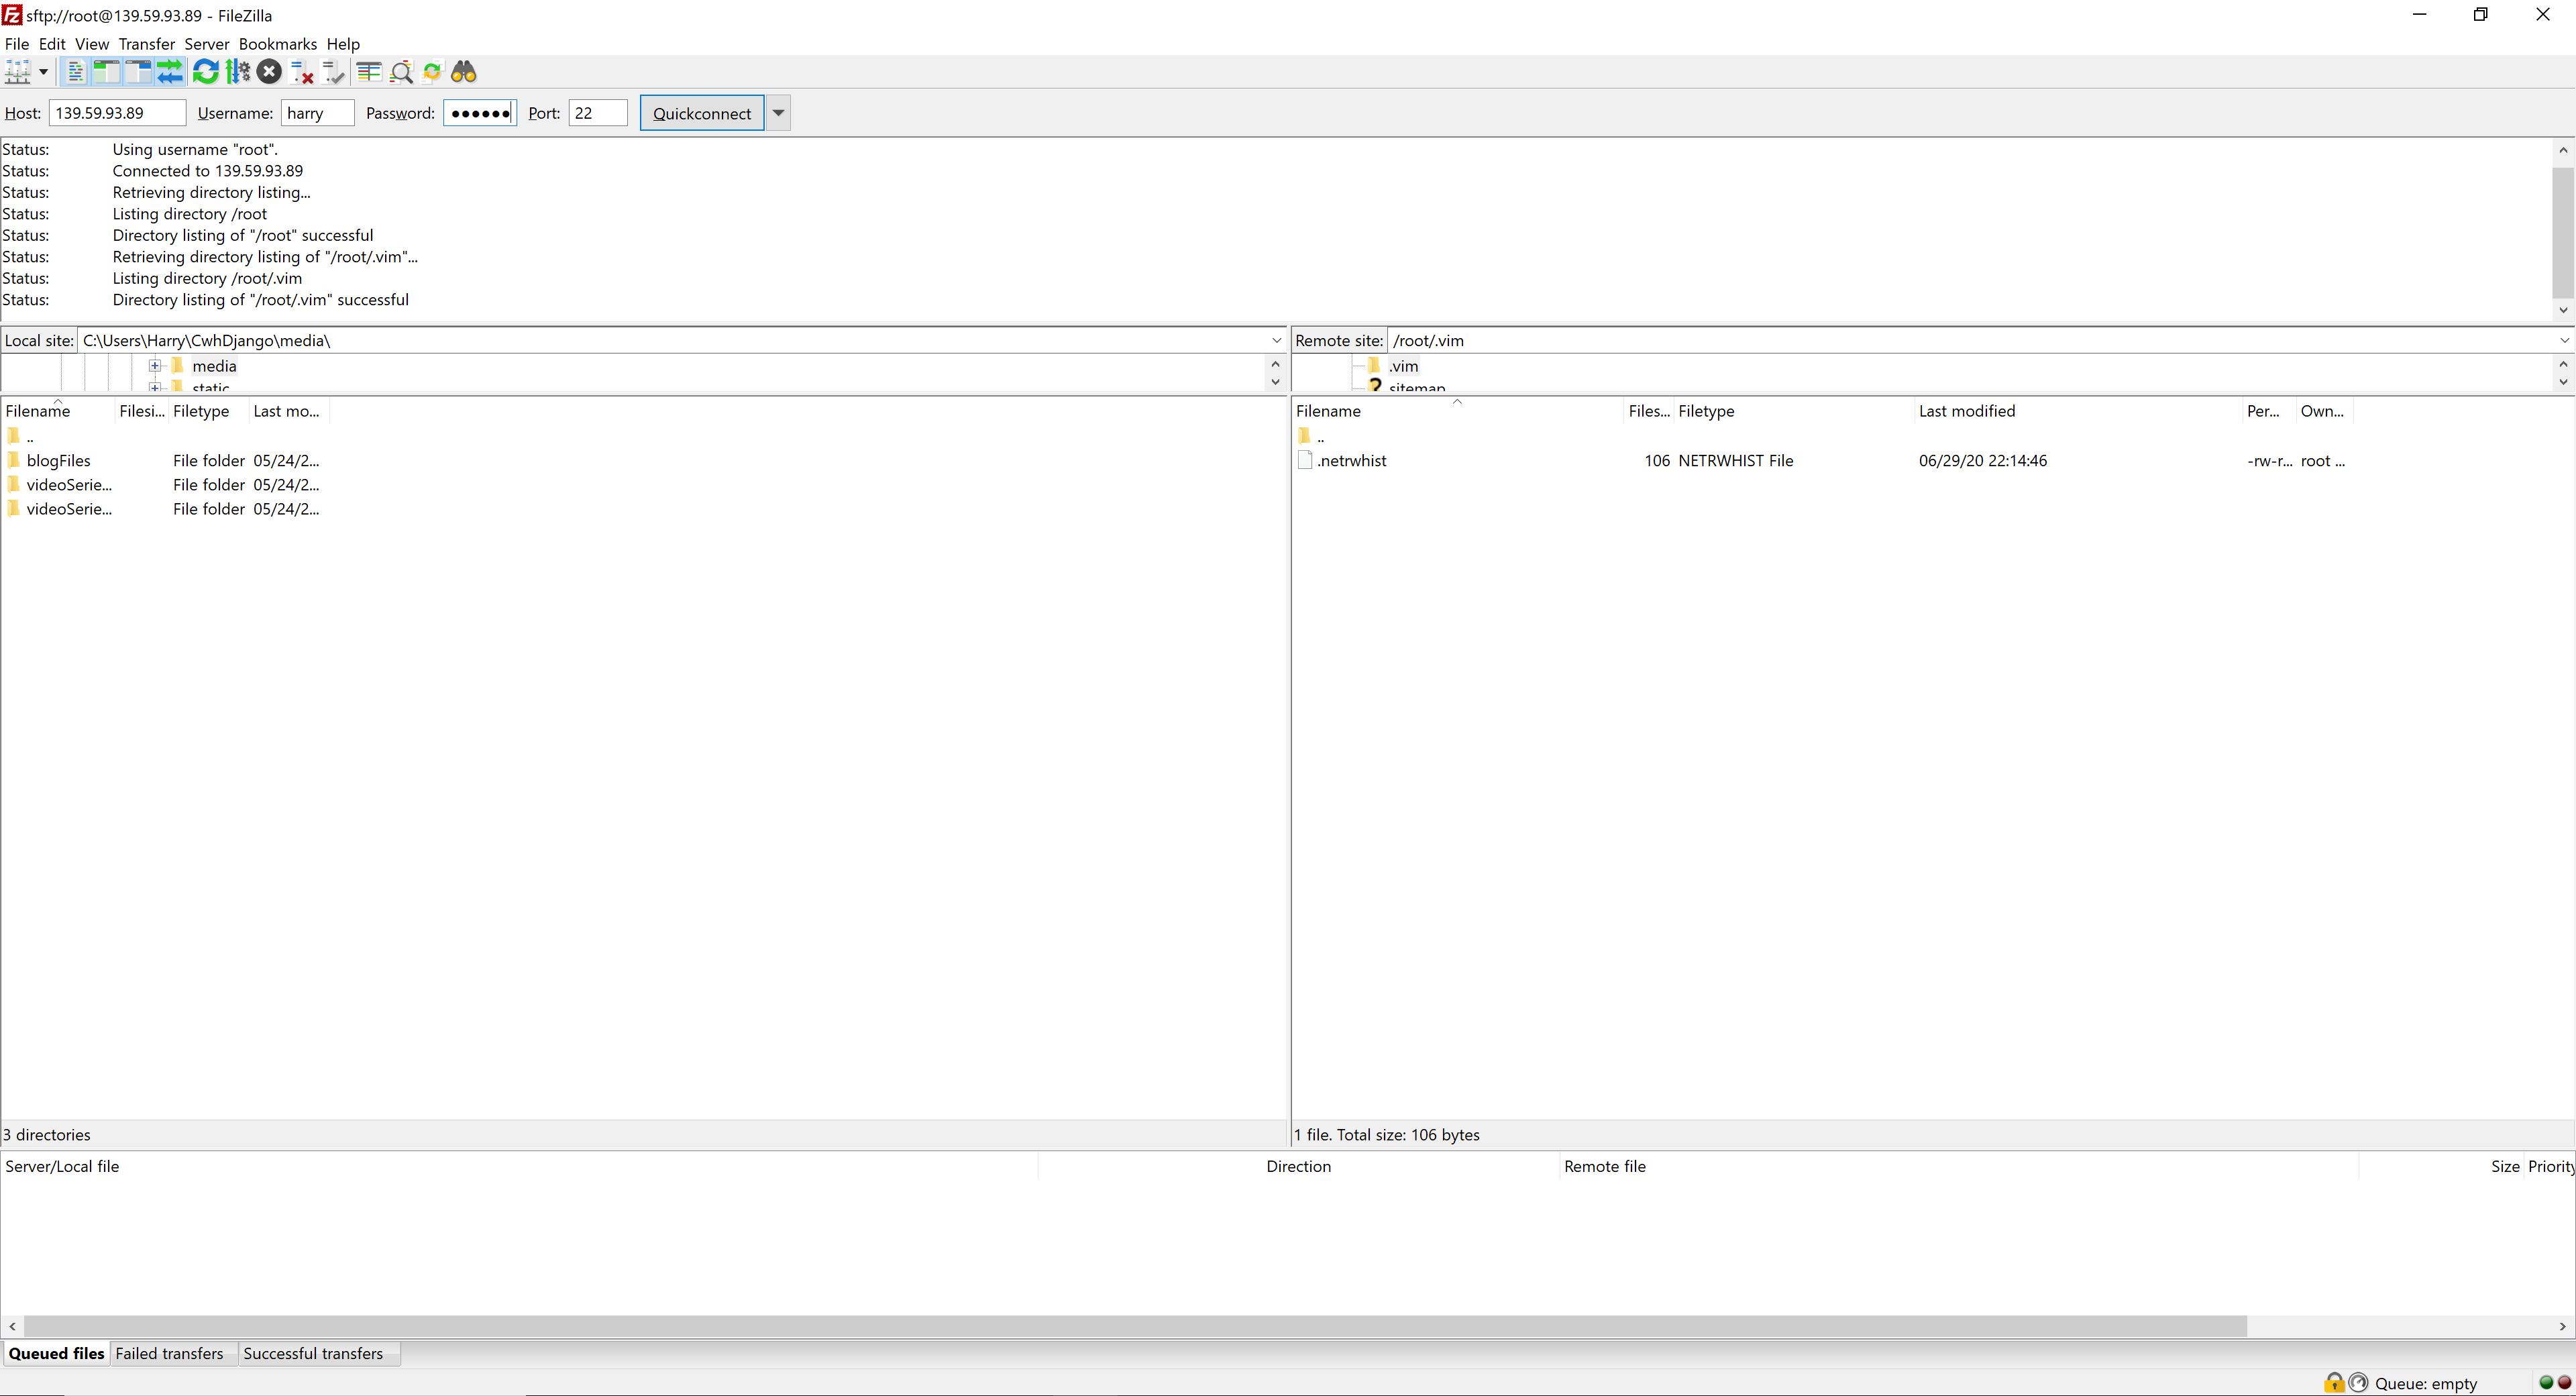 sftp://root@139.59.93.89 - FileZilla
File Edit View Transfer Server Bookmarks Help
Host: 139.59.93.89 Username: harry Password: ●●●●●● Port: 22 Quickconnect
Status: Using username "root".
Status: Connected to 139.59.93.89
Status: Retrieving directory listing...
Status: Listing directory /root
Status: Directory listing of "/root" successful
Status: Retrieving directory listing of "/root/.vim"...
Status: Listing directory /root/.vim
Status: Directory listing of "/root/.vim" successful
Local site: C:\Users\Harry\CwhDjango\media\
media
static
Filename Filesi... Filetype Last mo...
..
blogFiles File folder 05/24/2...
videoSerie... File folder 05/24/2...
videoSerie... File folder 05/24/2...
3 directories
Remote site: /root/.vim
.vim
sitemap
Filename Files... Filetype Last modified Per... Own...
..
.netrwhist 106 NETRWHIST File 06/29/20 22:14:46 -rw-r... root ...
1 file. Total size: 106 bytes
Server/Local file Direction Remote file Size Priority
Queued files Failed transfers Successful transfers
Queue: empty